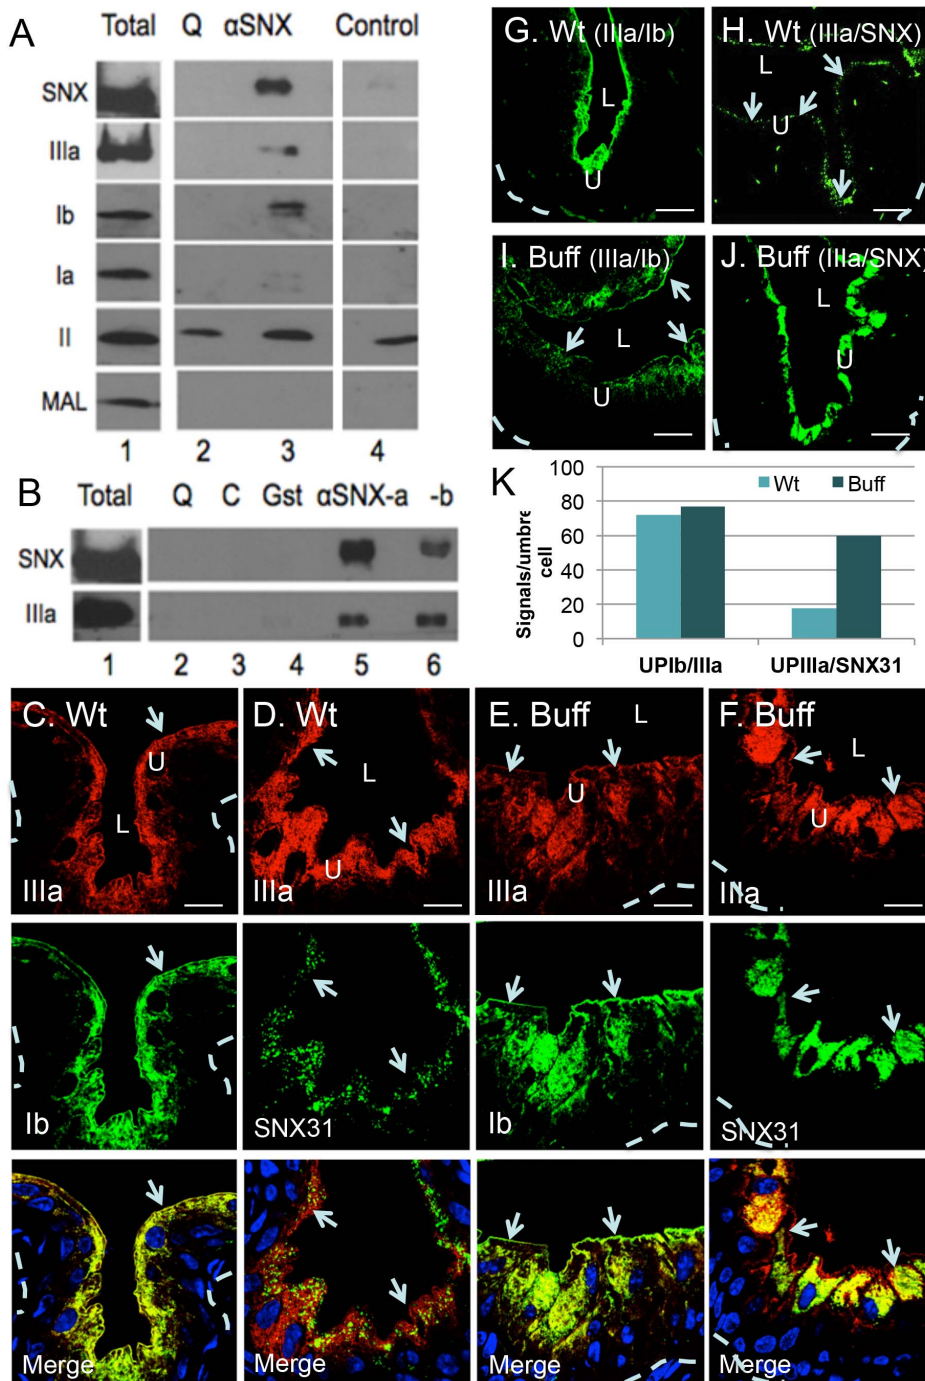 A
Total Q αSNX Control
SNX
IIIa
Ib
Ia
II
MAL
1 2 3 4
B
Total Q C Gst αSNX-a -b
SNX
IIIa
1 2 3 4 5 6
G. Wt (IIIa/Ib)
L
U
H. Wt (IIIa/SNX)
L
U
I. Buff (IIIa/Ib)
L
U
J. Buff (IIIa/SNX)
L
U
K
Wt Buff
Signals/umbre
cell
100
80
60
40
20
0
UPIb/IIIa UPIIIa/SNX31
C. Wt
U
L
IIIa
D. Wt
L
U
IIIa
E. Buff
L
U
IIIa
F. Buff
L
U
IIIa
Ib
SNX31
Ib
SNX31
Merge
Merge
Merge
Merge